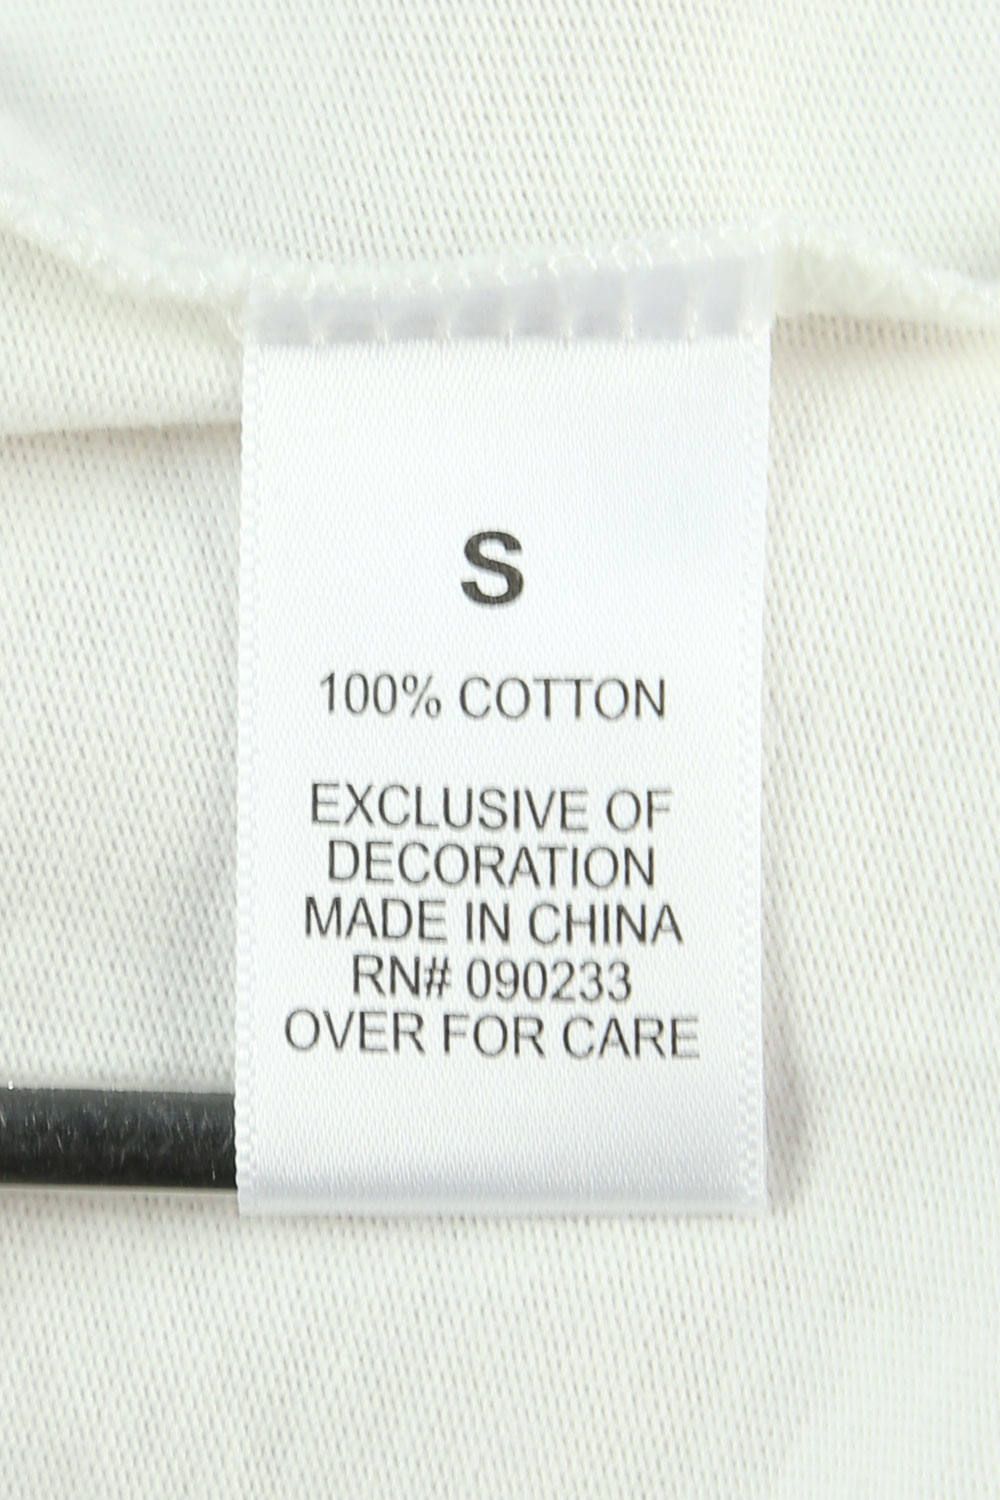 S
100% COTTON
EXCLUSIVE OF
DECORATION
MADE IN CHINA
RN# 090233
OVER FOR CARE